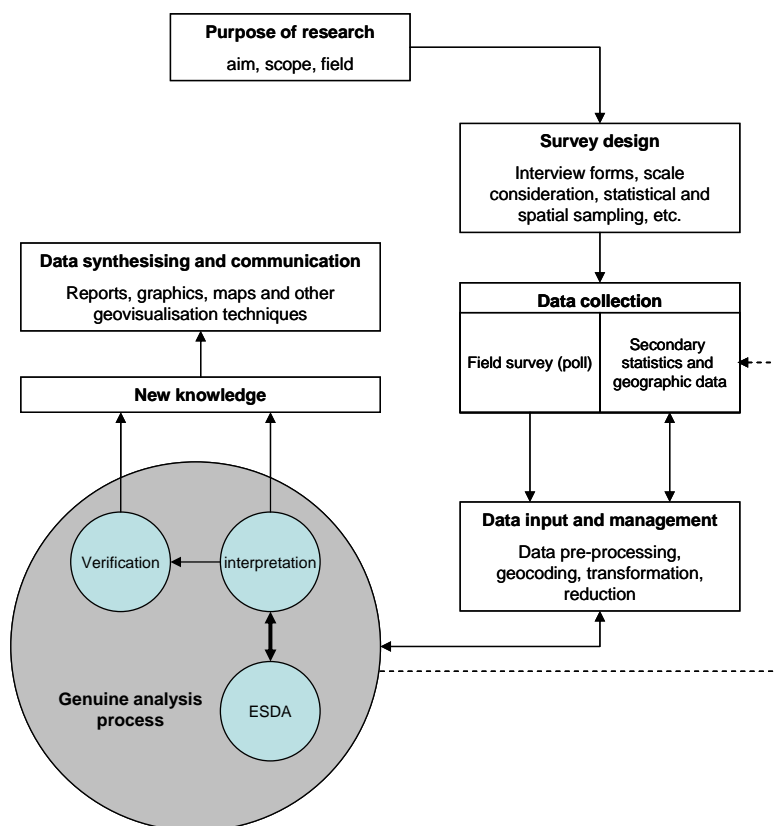 Purpose of research
aim, scope, field
Survey design
Interview forms, scale
consideration, statistical and
spatial sampling, etc.
Data synthesising and communication
Reports, graphics, maps and other
geovisualisation techniques
Data collection
Field survey (poll)
Secondary
statistics and
geographic data
New knowledge
Data input and management
Data pre-processing,
geocoding, transformation,
reduction
Verification
interpretation
Genuine analysis
process
ESDA